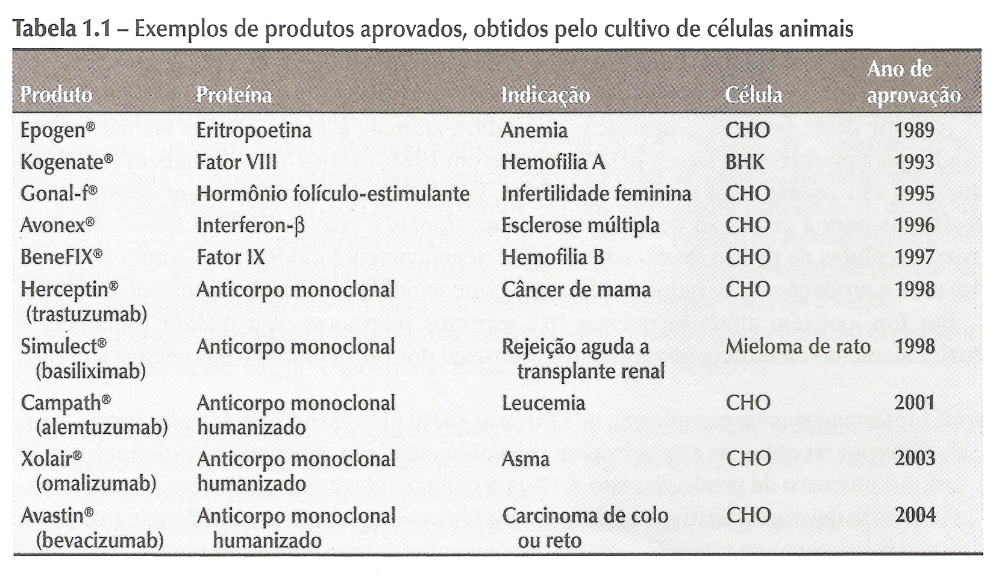 Tabela 1.1 – Exemplos de produtos aprovados, obtidos pelo cultivo de células animais
Produto Proteína Indicação Célula Ano de aprovação
Epogen® Eritropoetina Anemia CHO 1989
Kogenate® Fator VIII Hemofilia A BHK 1993
Gonal-f® Hormônio folículo-estimulante Infertilidade feminina CHO 1995
Avonex® Interferon-β Esclerose múltipla CHO 1996
BeneFIX® Fator IX Hemofilia B CHO 1997
Herceptin® Anticorpo monoclonal Câncer de mama CHO 1998
(trastuzumab)
Simulect® Anticorpo monoclonal Rejeição aguda a Mieloma de rato 1998
(basiliximab) transplante renal
Campath® Anticorpo monoclonal Leucemia CHO 2001
(alemtuzumab) humanizado
Xolair® Anticorpo monoclonal Asma CHO 2003
(omalizumab) humanizado
Avastin® Anticorpo monoclonal Carcinoma de colo CHO 2004
(bevacizumab) humanizado ou reto